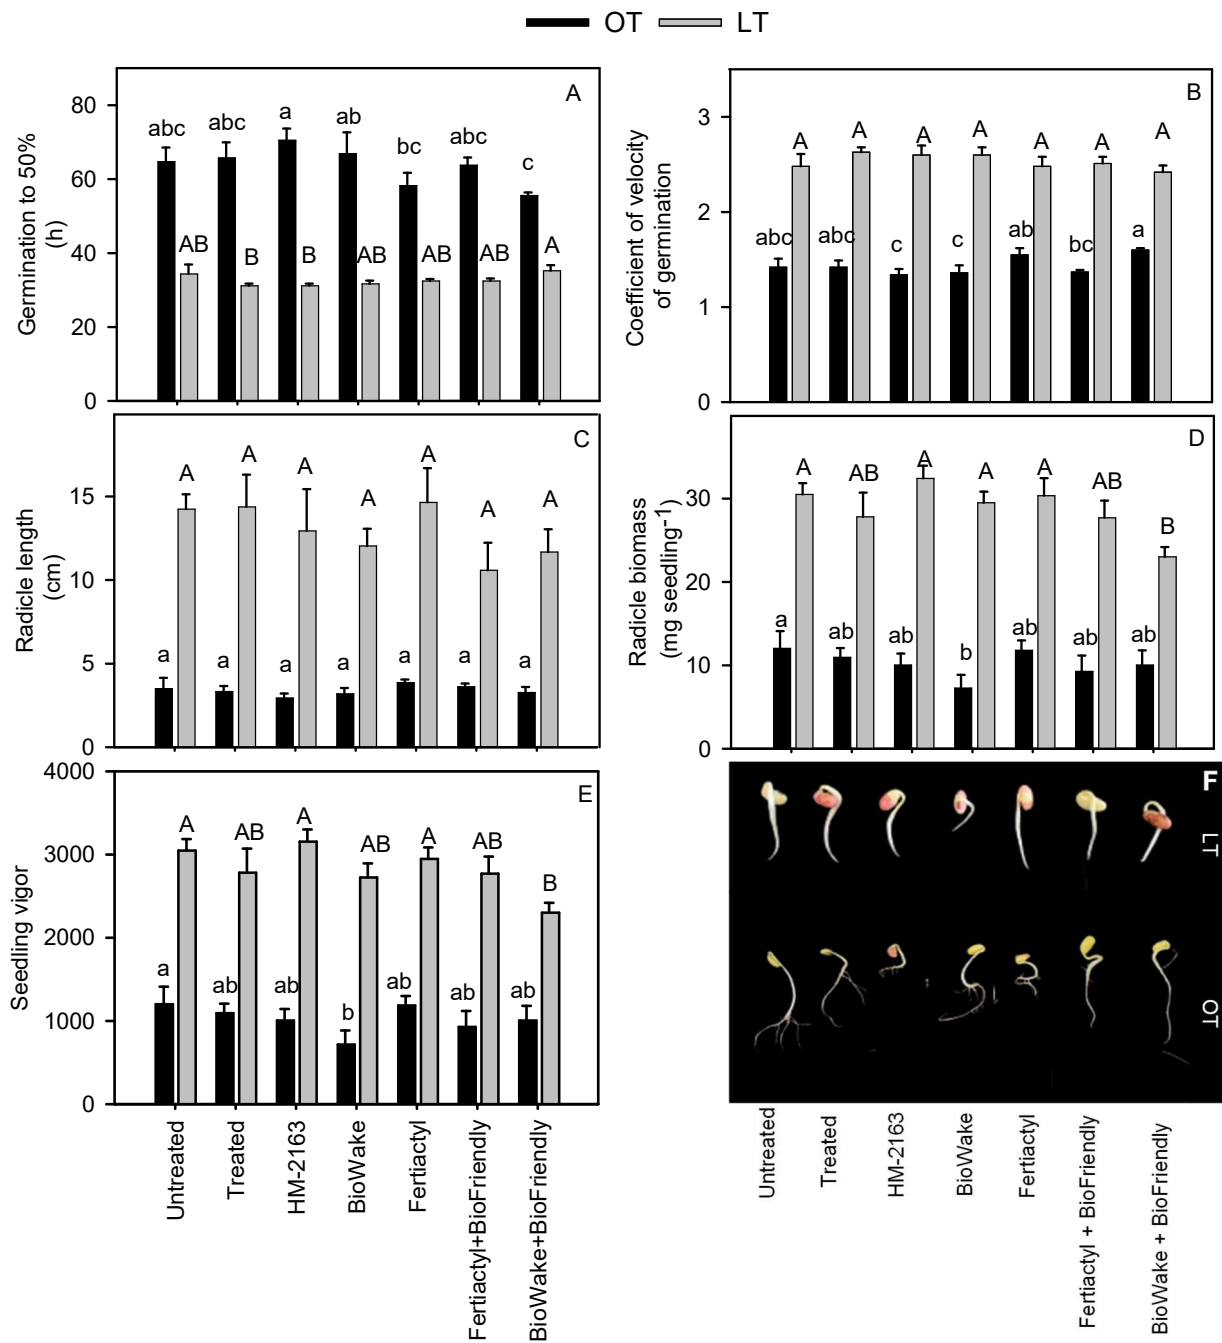 OT LT
A
Germination to 50%
(h)
80
60
40
20
0
abc abc a ab bc abc c
AB B B AB AB AB A
B
Coefficient of velocity
of germination
3
2
1
0
A A A A A A A
abc abc c c ab bc a
C
Radicle length
(cm)
15
10
5
0
A A A A A A A
a a a a a a a
D
Radicle biomass
(mg seedling-1)
30
20
10
0
A AB A A A AB B
a ab ab b ab ab ab
E
Seedling vigor
4000
3000
2000
1000
0
A AB A AB A AB B
a ab ab b ab ab ab
Untreated
Treated
HM-2163
BioWake
Fertiactyl
Fertiactyl+BioFriendly
BioWake+BioFriendly
F
LT
OT
Untreated
Treated
HM-2163
BioWake
Fertiactyl
Fertiactyl + BioFriendly
BioWake + BioFriendly